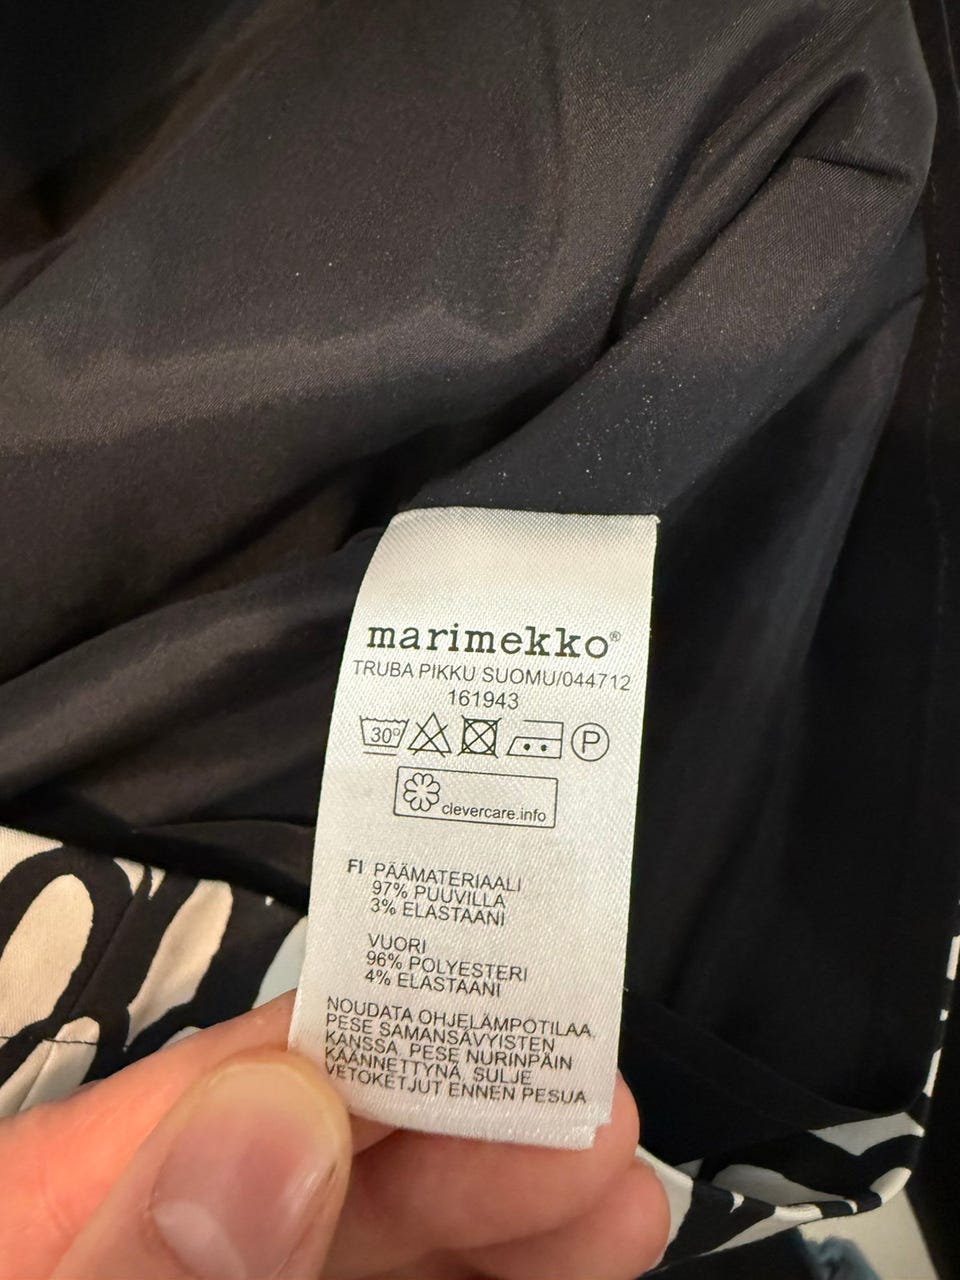 marimekko®
TRUBA PIKKU SUOMU/044712
161943
30° P
clevercare.info
FI PÄÄMATERIAALI
97% PUUVILLA
3% ELASTAANI
VUORI
96% POLYESTERI
4% ELASTAANI
NOUDATA OHJELÄMPÖTILAA.
PESE SAMANSÄVYISTEN
KANSSA. PESE NURINPÄIN
KÄÄNNETTYNÄ. SULJE
VETOKETJUT ENNEN PESUA.